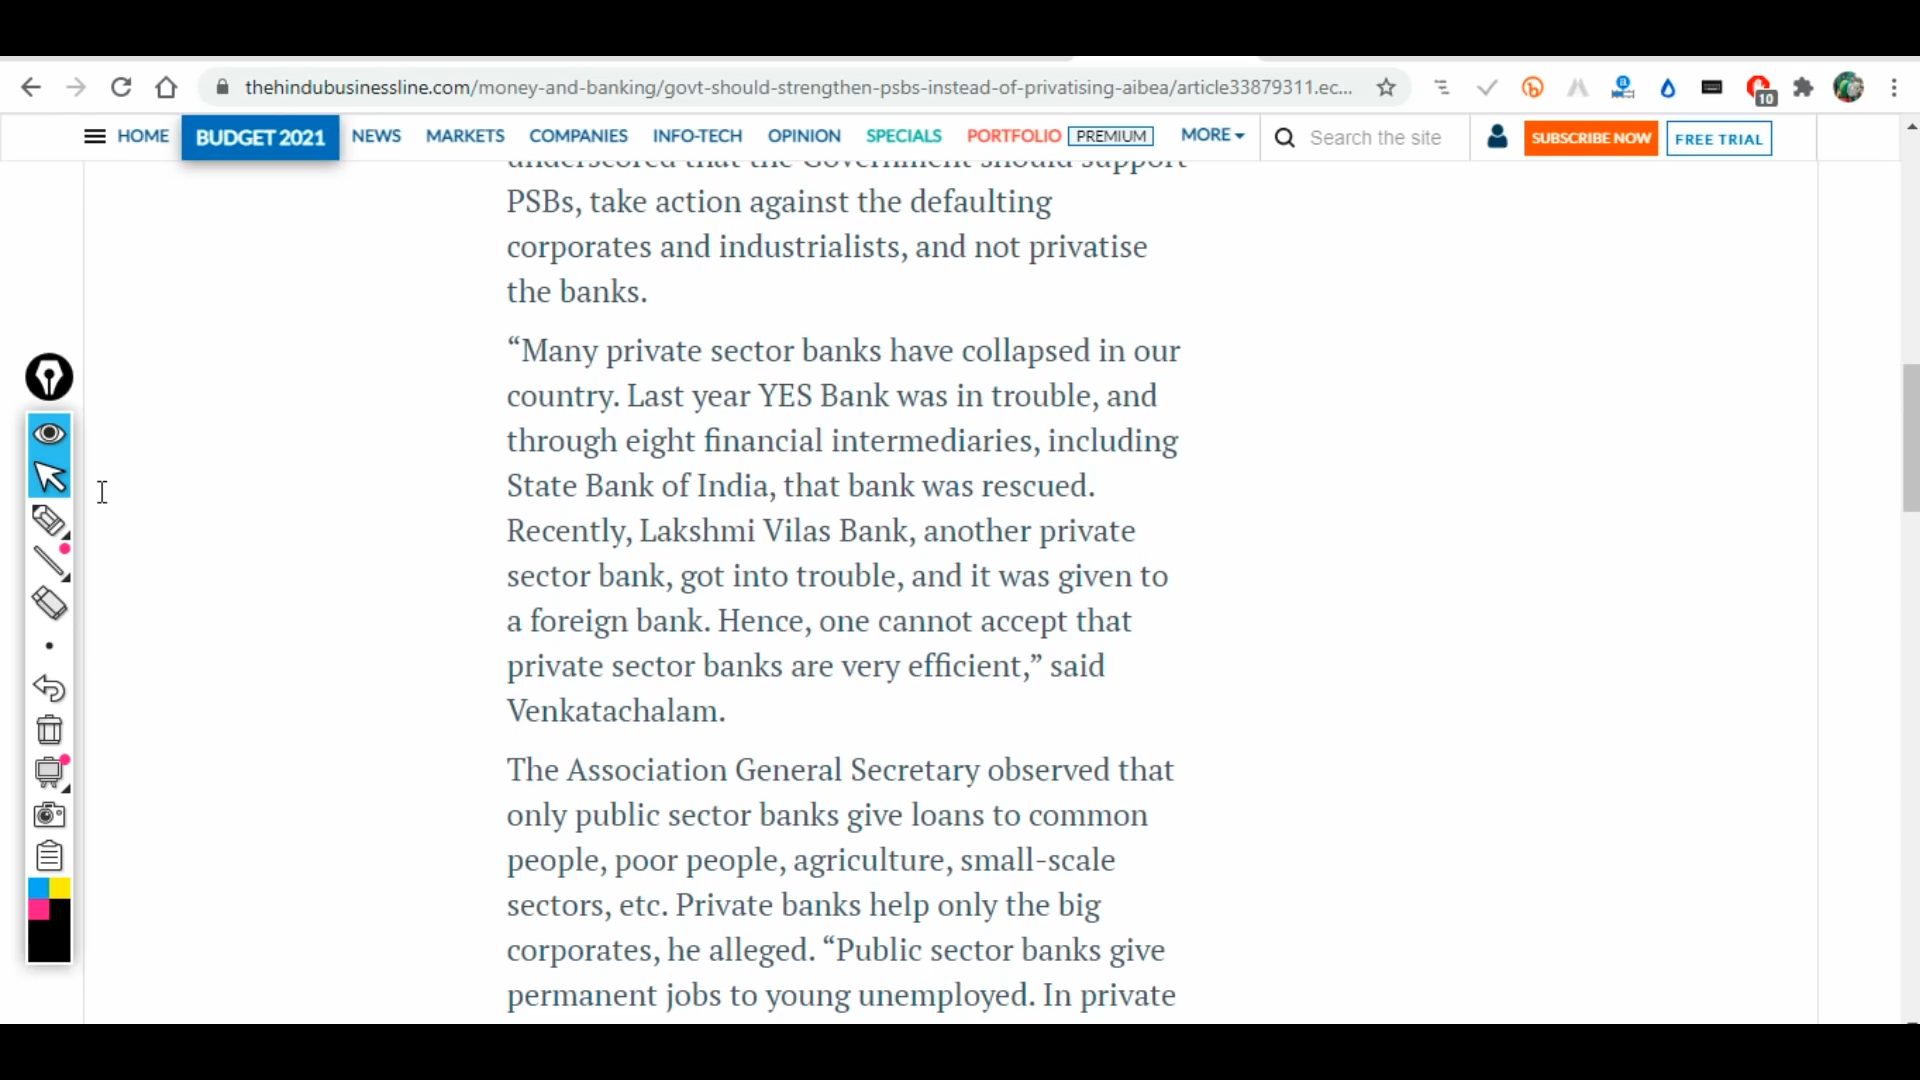 thehindubusinessline.com/money-and-banking/govt-should-strengthen-psbs-instead-of-privatising-aibea/article33879311.ec...
10
HOME BUDGET 2021 NEWS MARKETS COMPANIES INFO-TECH OPINION SPECIALS PORTFOLIO PREMIUM MORE Search the site SUBSCRIBE NOW FREE TRIAL
underscored that the Government should support
PSBs, take action against the defaulting
corporates and industrialists, and not privatise
the banks.
“Many private sector banks have collapsed in our
country. Last year YES Bank was in trouble, and
through eight financial intermediaries, including
State Bank of India, that bank was rescued.
Recently, Lakshmi Vilas Bank, another private
sector bank, got into trouble, and it was given to
a foreign bank. Hence, one cannot accept that
private sector banks are very efficient,” said
Venkatachalam.
The Association General Secretary observed that
only public sector banks give loans to common
people, poor people, agriculture, small-scale
sectors, etc. Private banks help only the big
corporates, he alleged. “Public sector banks give
permanent jobs to young unemployed. In private